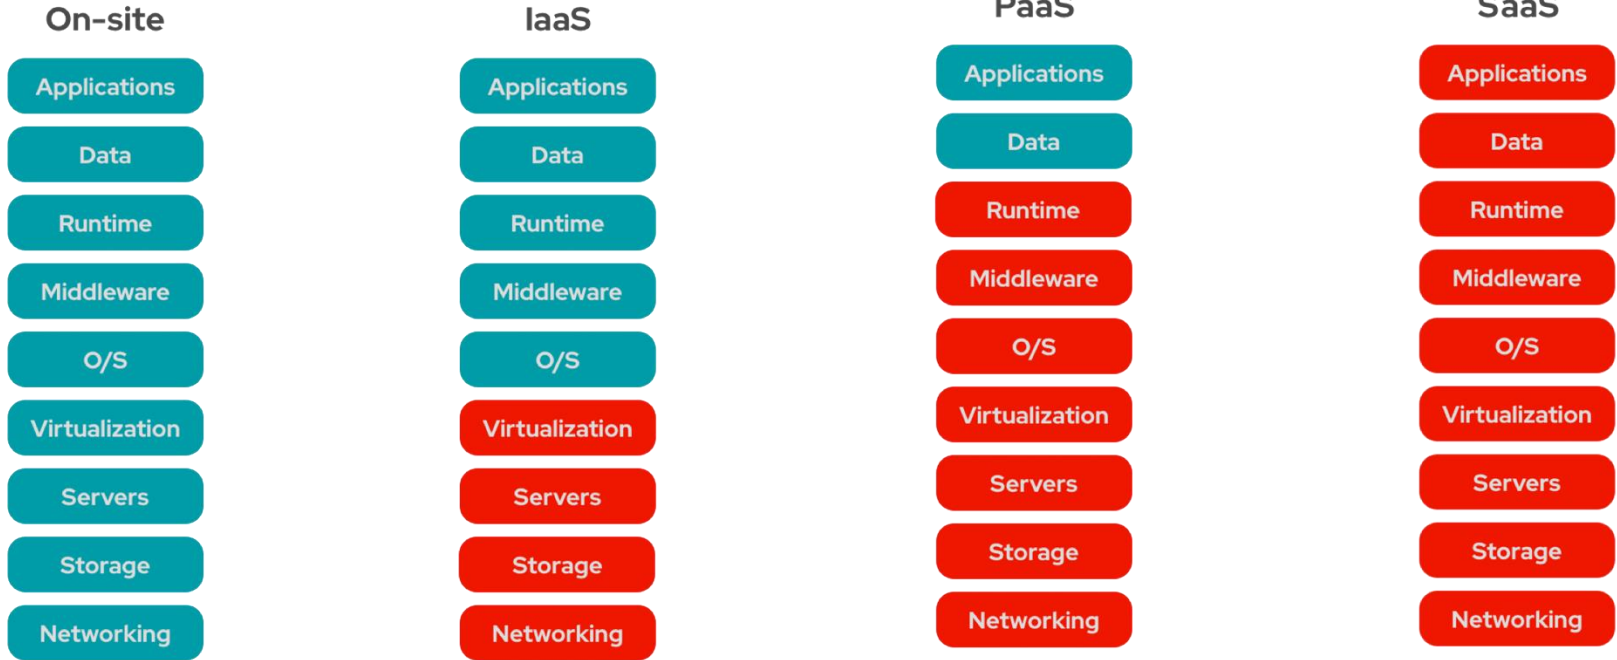 On-site
Applications
Data
Runtime
Middleware
O/S
Virtualization
Servers
Storage
Networking
IaaS
Applications
Data
Runtime
Middleware
O/S
Virtualization
Servers
Storage
Networking
PaaS
Applications
Data
Runtime
Middleware
O/S
Virtualization
Servers
Storage
Networking
SaaS
Applications
Data
Runtime
Middleware
O/S
Virtualization
Servers
Storage
Networking